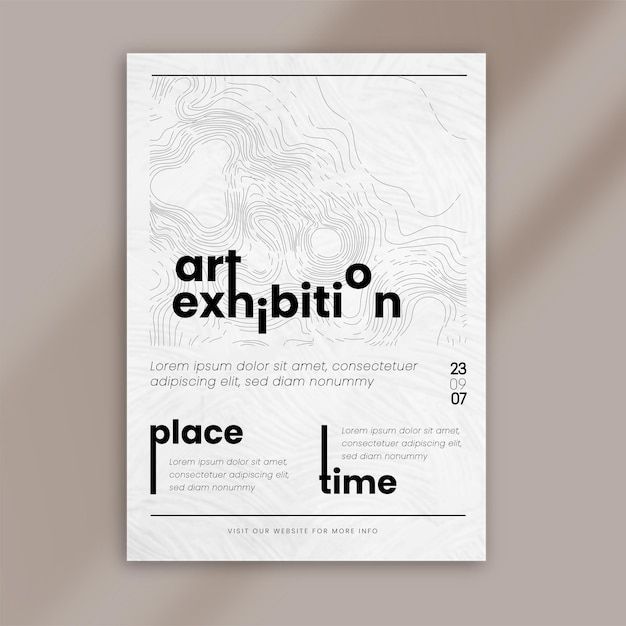 art
exhibition
Lorem ipsum dolor sit amet, consectetuer
adipiscing elit, sed diam nonummy
23
09
07
place
Lorem ipsum dolor sit amet,
consectetuer adipiscing elit,
sed diam nonummy
Lorem ipsum dolor sit amet,
consectetuer adipiscing elit,
sed diam nonummy
time
VISIT OUR WEBSITE FOR MORE INFO